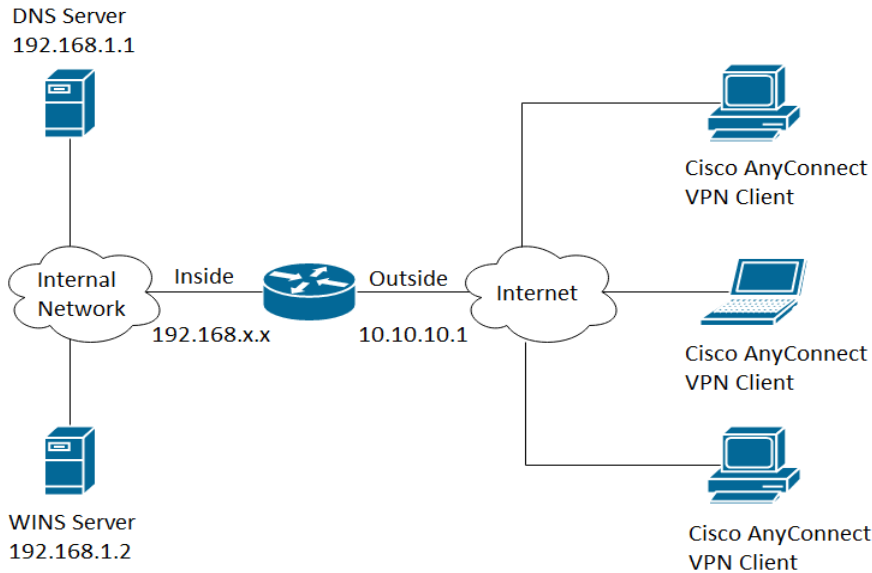 DNS Server
192.168.1.1
Cisco AnyConnect
VPN Client
Internal
Network
Inside
192.168.x.x
Outside
10.10.10.1
Internet
Cisco AnyConnect
VPN Client
WINS Server
192.168.1.2
Cisco AnyConnect
VPN Client